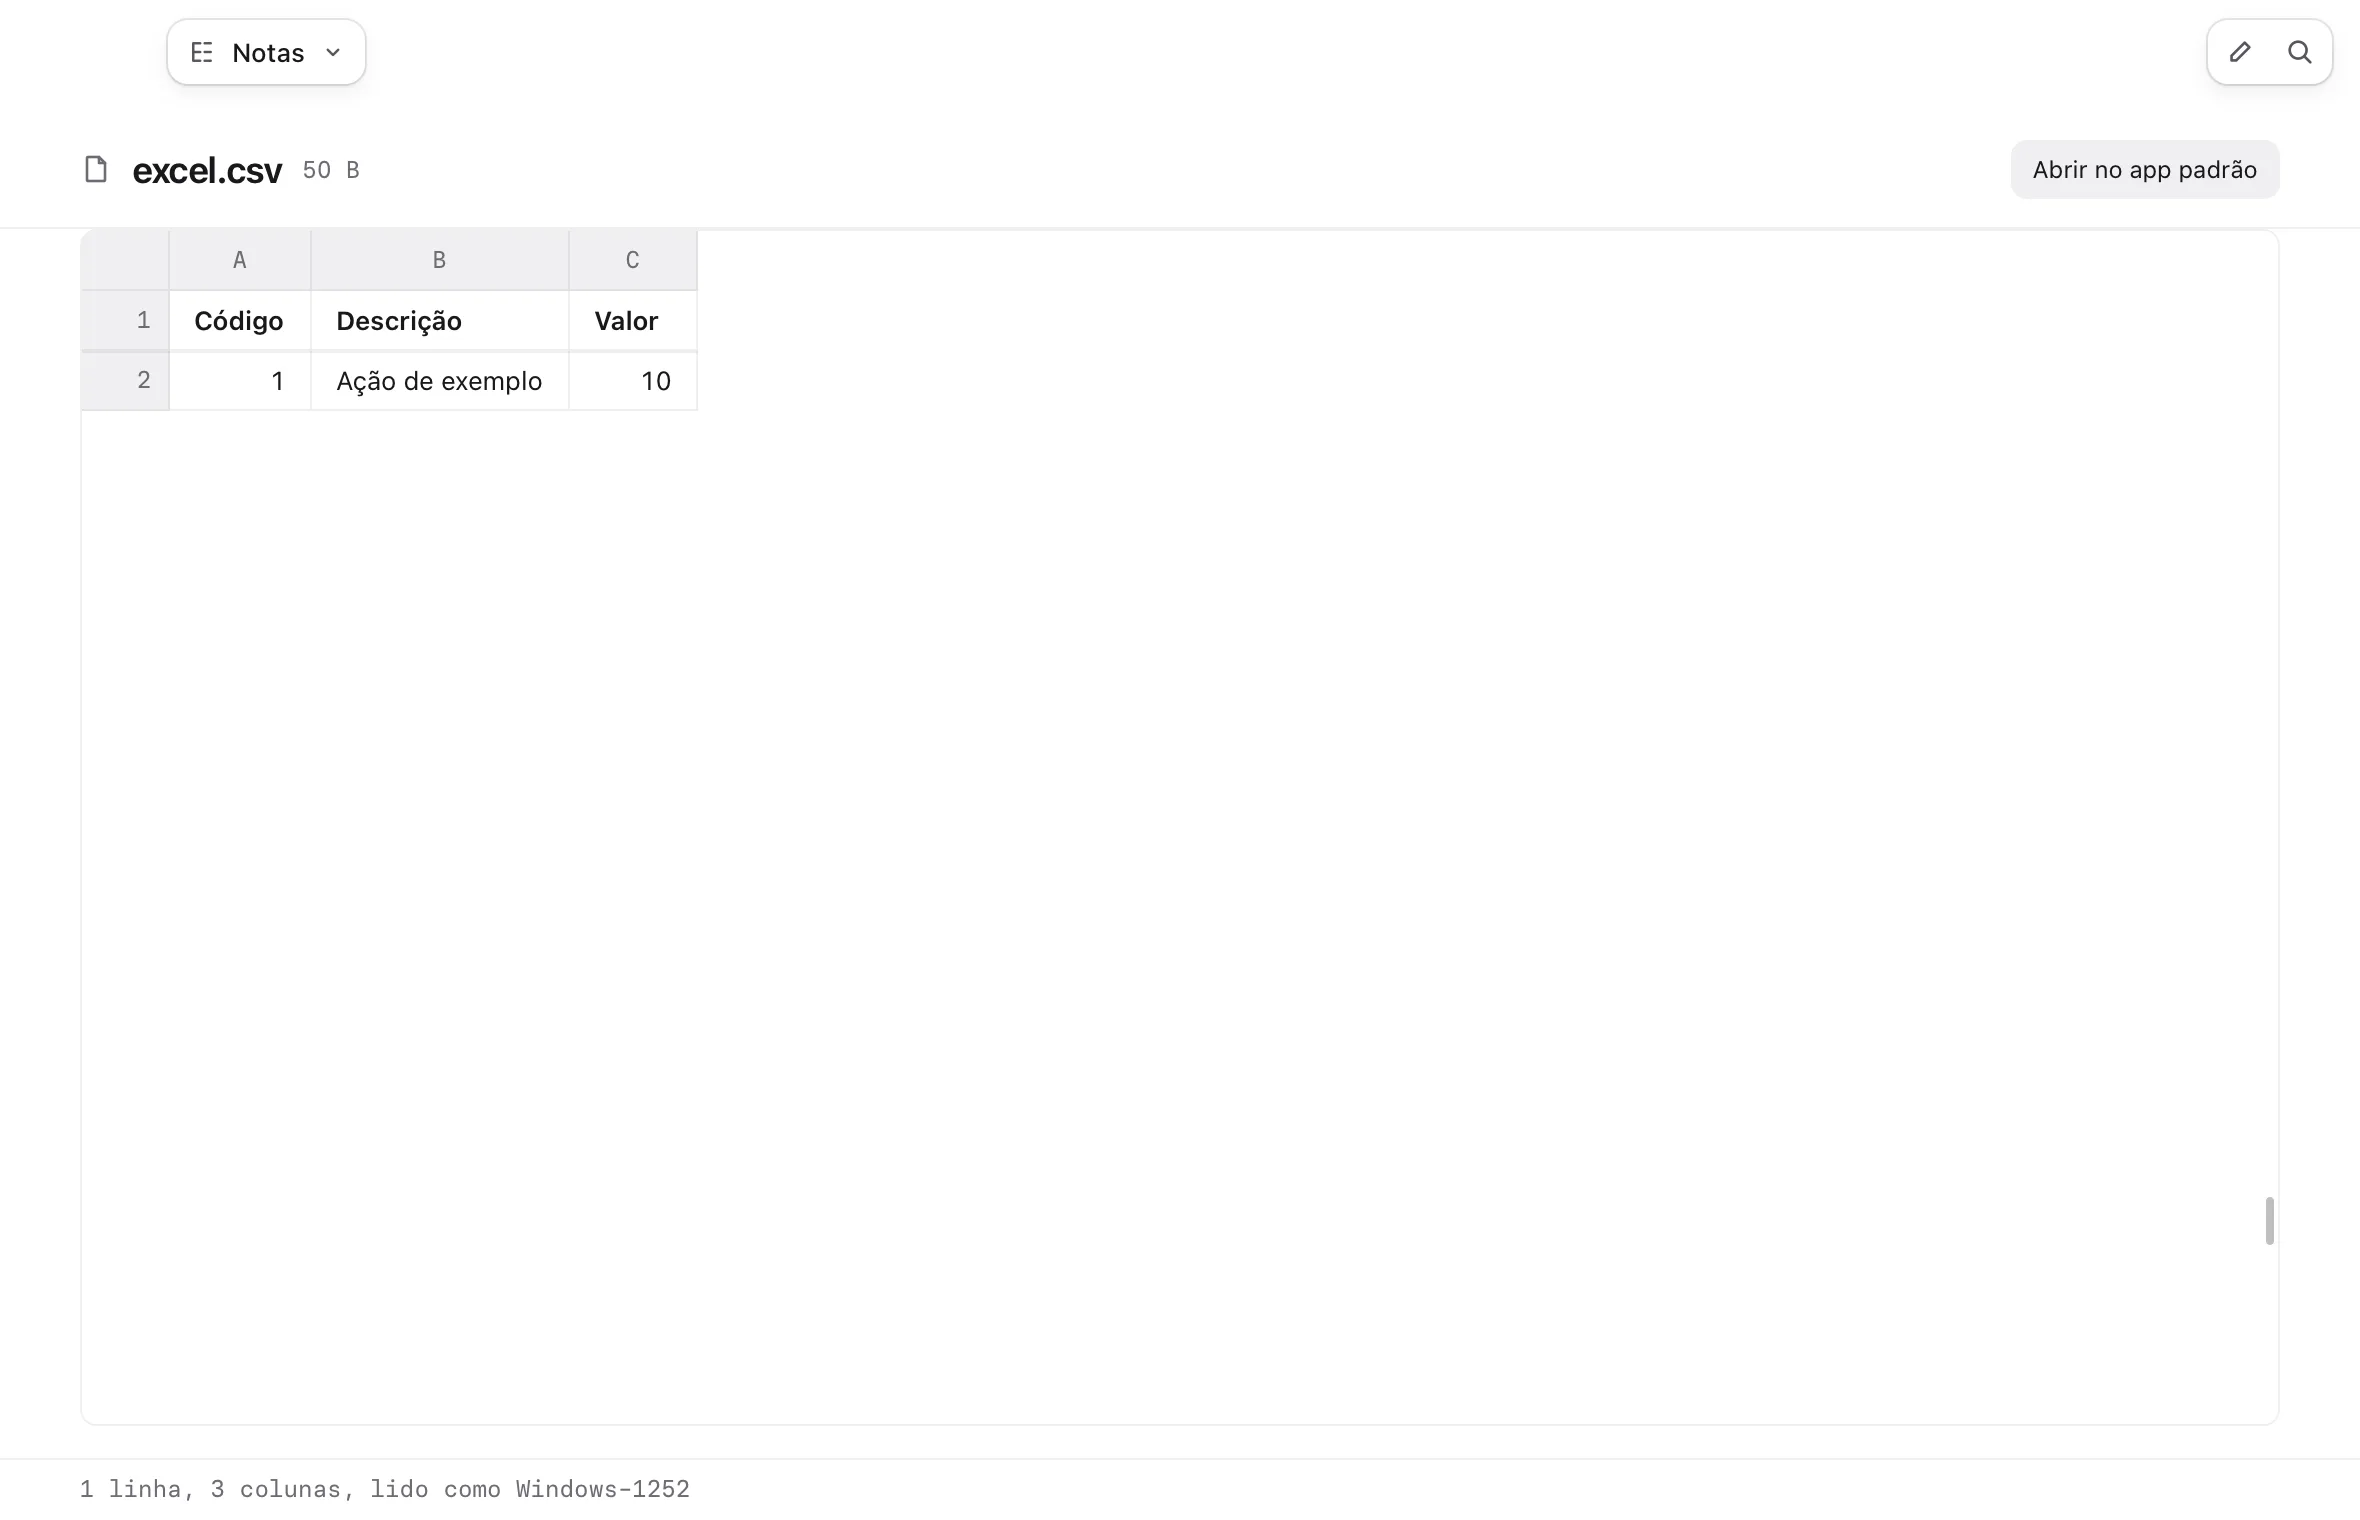 Notas
excel.csv 50 B
Abrir no app padrão
A B C
1 Código Descrição Valor
2 1 Ação de exemplo 10
1 linha, 3 colunas, lido como Windows-1252